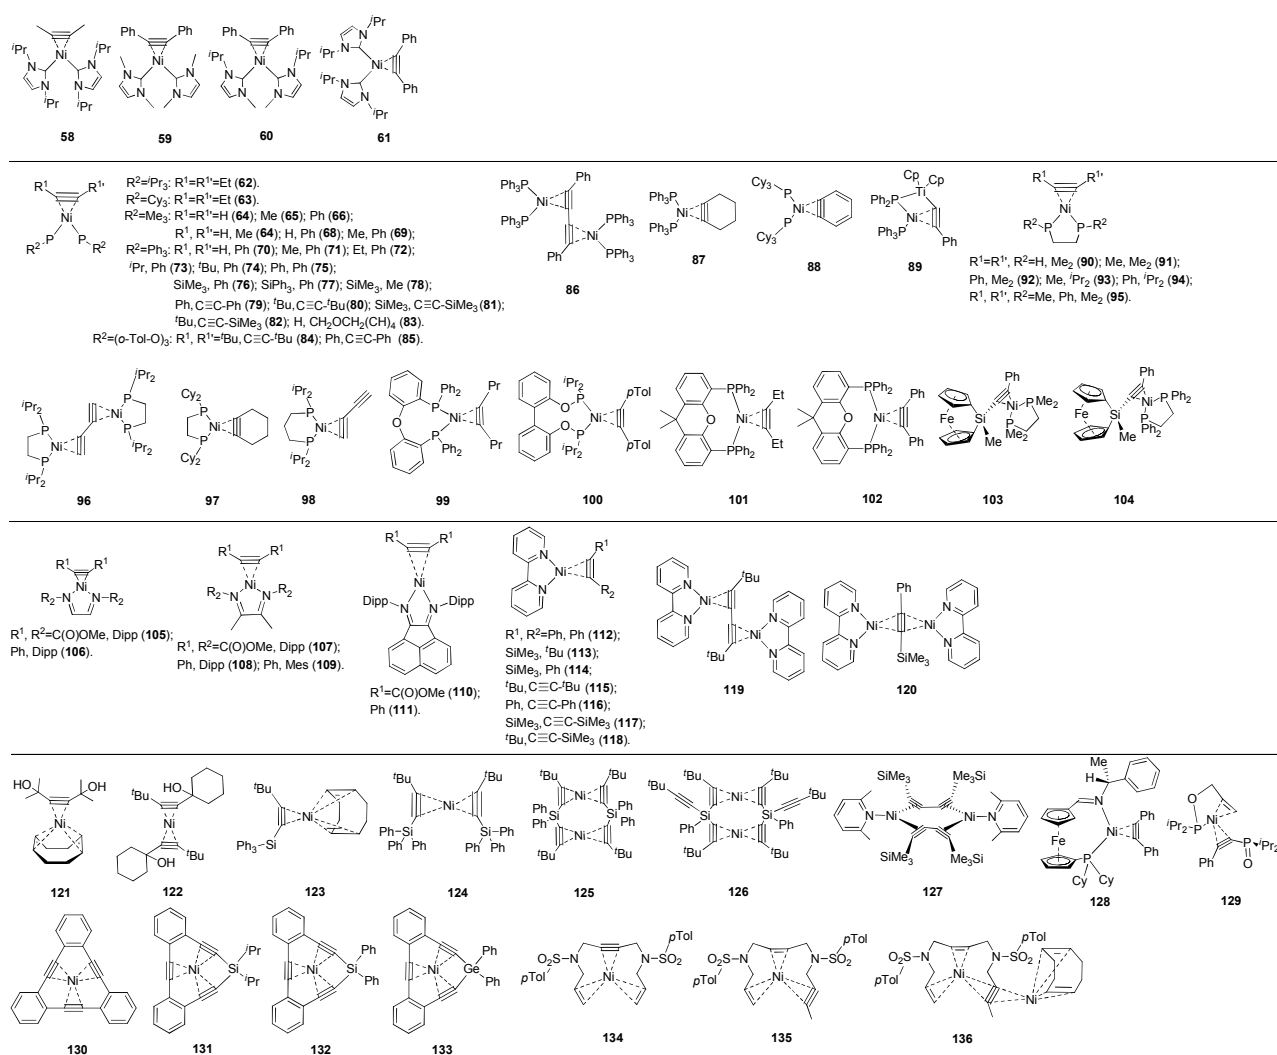 58 59 60 61
R1 R1' Ni P P R2 R2
R2=iPr3: R1=R1'=Et (62).
R2=Cy3: R1=R1'=Et (63).
R2=Me3: R1=R1'=H (64); Me (65); Ph (66);
R1, R1'=H, Me (64); H, Ph (68); Me, Ph (69);
R2=Ph3: R1, R1'=H, Ph (70); Me, Ph (71); Et, Ph (72);
iPr, Ph (73); tBu, Ph (74); Ph, Ph (75);
SiMe3, Ph (76); SiPh3, Ph (77); SiMe3, Me (78);
Ph, C≡C-Ph (79); tBu, C≡C-tBu (80); SiMe3, C≡C-SiMe3 (81);
tBu, C≡C-SiMe3 (82); H, CH2OCH2(CH)4 (83).
R2=(o-Tol-O)3: R1, R1'=tBu, C≡C-tBu (84); Ph, C≡C-Ph (85).
86 87 88 89
R1=R1', R2=H, Me2 (90); Me, Me2 (91);
Ph, Me2 (92); Me, iPr2 (93); Ph, iPr2 (94);
R1, R1', R2=Me, Ph, Me2 (95).
96 97 98 99 100 101 102 103 104
R1, R2=C(O)OMe, Dipp (105);
Ph, Dipp (106).
R1, R2=C(O)OMe, Dipp (107);
Ph, Dipp (108); Ph, Mes (109).
R1=C(O)OMe (110);
Ph (111).
R1, R2=Ph, Ph (112);
SiMe3, tBu (113);
SiMe3, Ph (114;
tBu, C≡C-tBu (115);
Ph, C≡C-Ph (116);
SiMe3, C≡C-SiMe3 (117);
tBu, C≡C-SiMe3 (118).
119 120
121 122 123 124 125 126 127 128 129
130 131 132 133 134 135 136